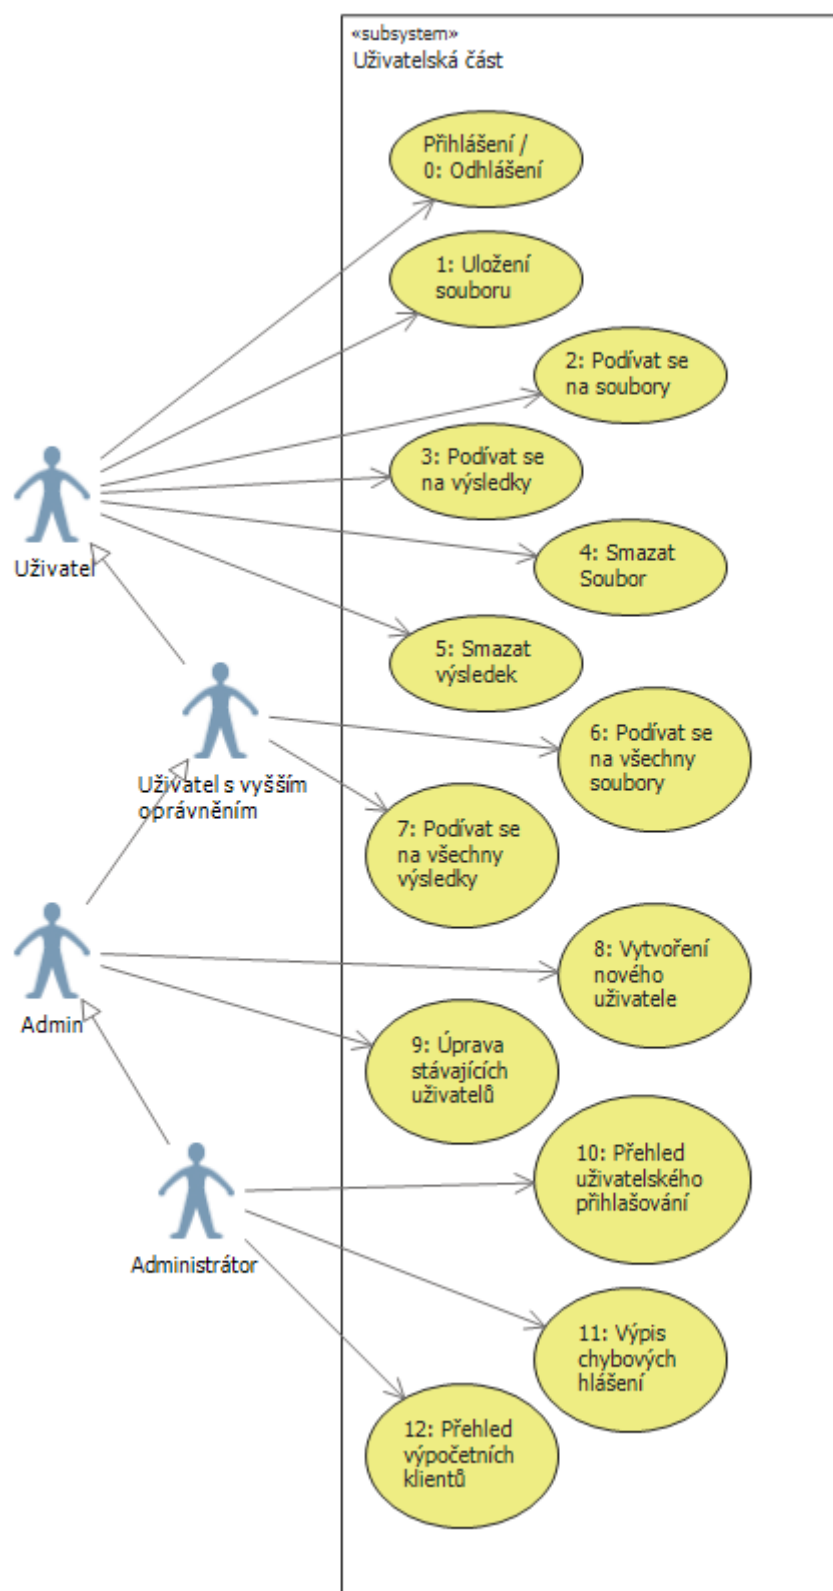 «subsystem»
Uživatelská část
Přihlášení /
0: Odhlášení
1: Uložení
souboru
2: Podívat se
na soubory
3: Podívat se
na výsledky
Uživatel
4: Smazat
Soubor
5: Smazat
výsledek
6: Podívat se
na všechny
soubory
Uživatel s vyšším
oprávněním
7: Podívat se
na všechny
výsledky
8: Vytvoření
nového
uživatele
Admin
9: Úprava
stávajících
uživatelů
10: Přehled
uživatelského
přihlašování
Administrátor
11: Výpis
chybových
hlášení
12: Přehled
výpočetních
klientů